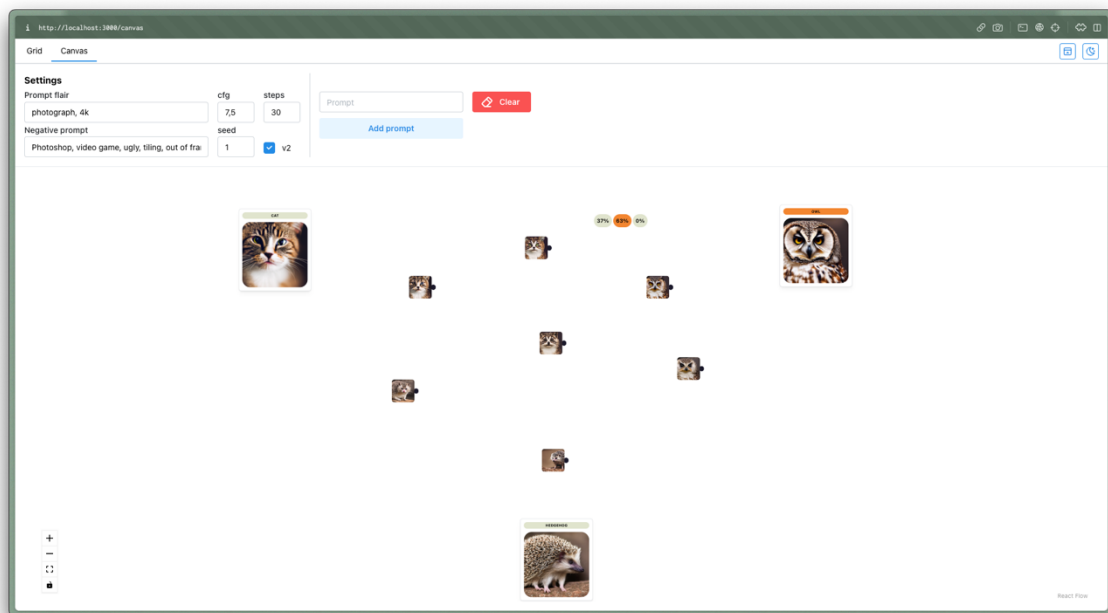 http://localhost:3000/canvas
Grid Canvas
Settings
Prompt flair cfg steps
photograph, 4k 7,5 30
Prompt Clear
Add prompt
Negative prompt seed
Photoshop, video game, ugly, tiling, out of fra 1 v2
CAT
37% 63% 0%
OWL
HEDGEHOG
React Flow